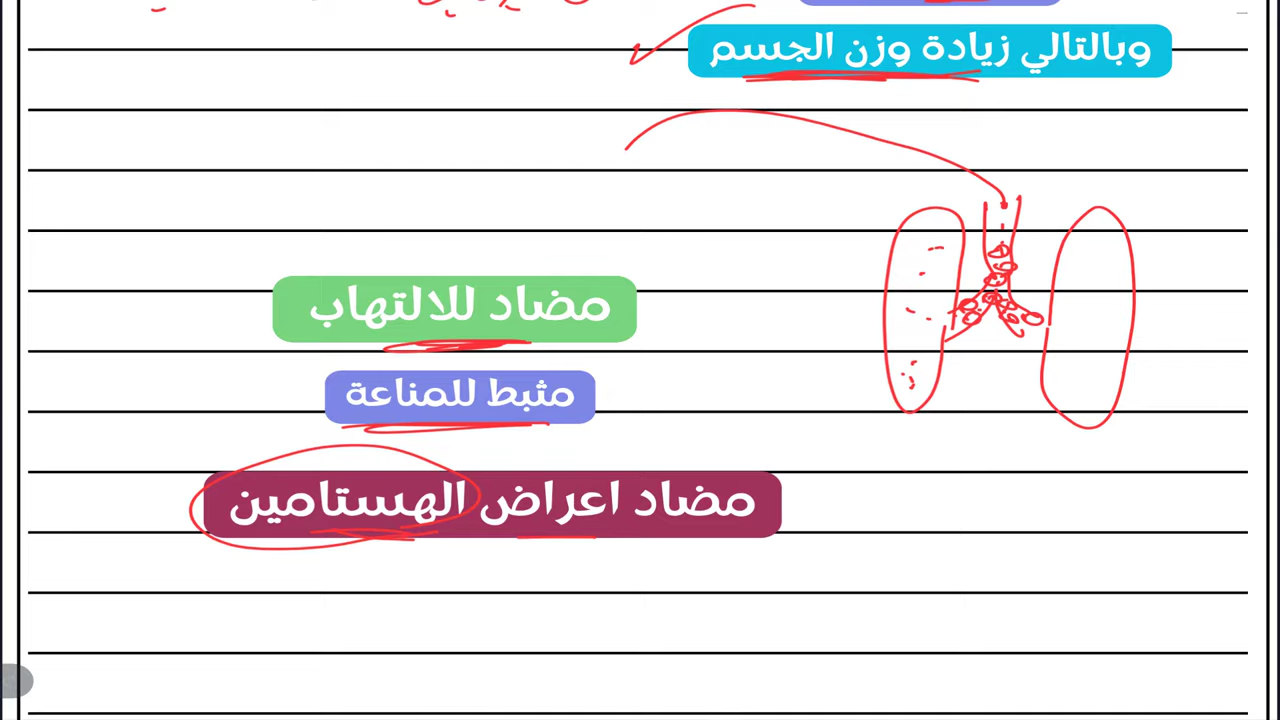 وبالتالي زيادة وزن الجسم
مضاد للالتهاب
مثبط للمناعة
مضاد اعراض الهستامين